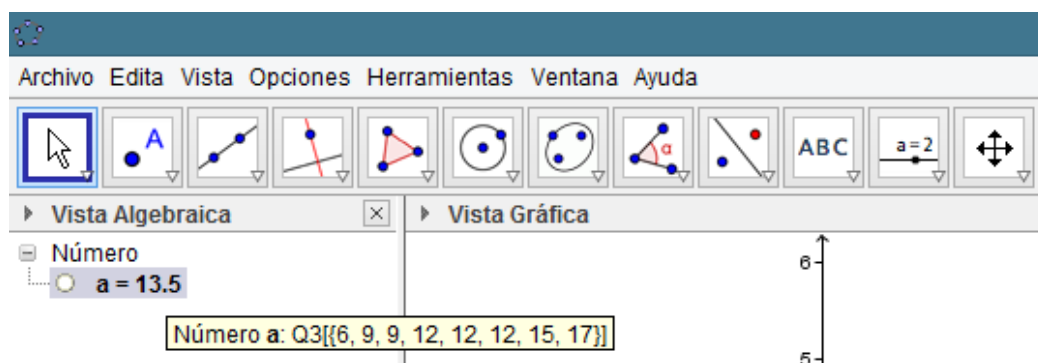 Archivo Edita Vista Opciones Herramientas Ventana Ayuda
A α ABC a=2
Vista Algebraica Vista Gráfica
Número
a = 13.5
6
Número a: Q3[{6, 9, 9, 12, 12, 12, 15, 17}]
5